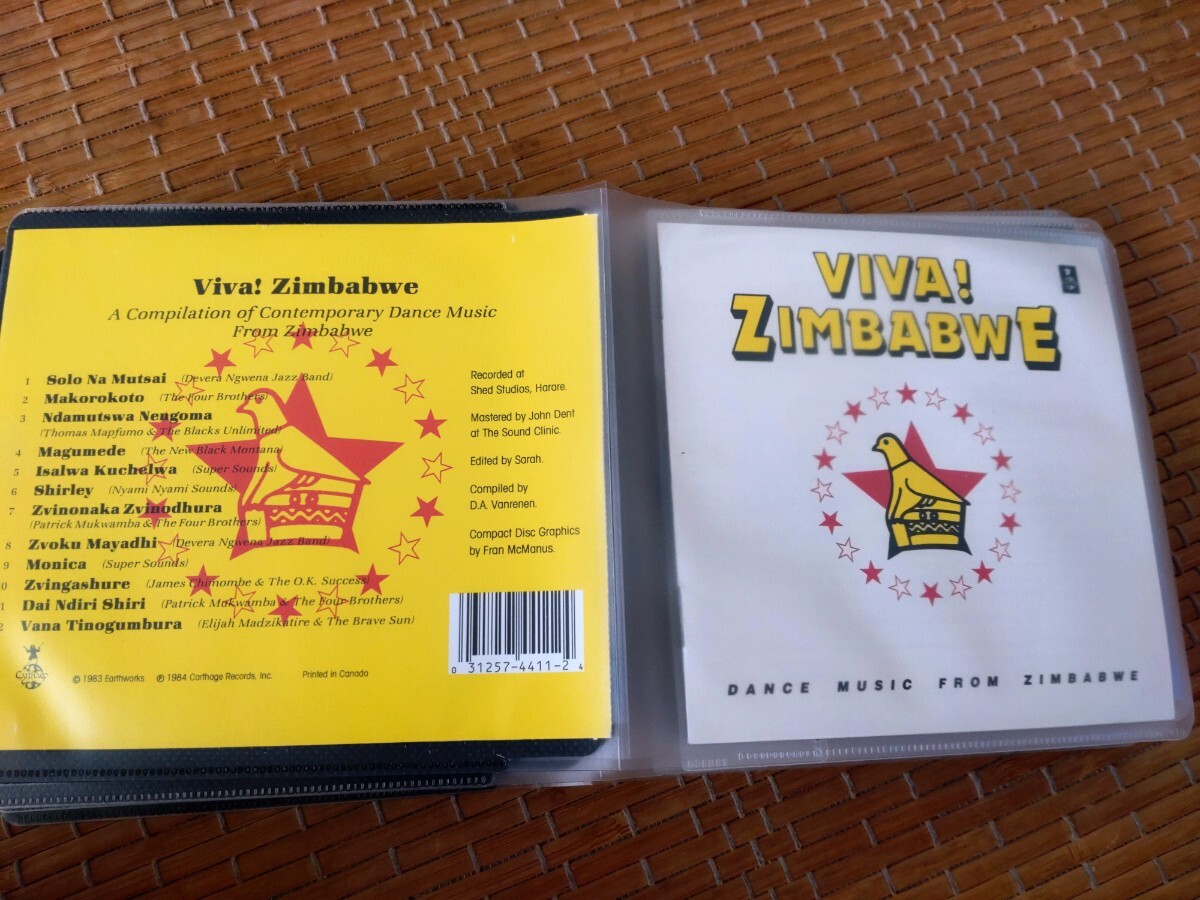 Viva! Zimbabwe
A Compilation of Contemporary Dance Music
From Zimbabwe
1 Solo Na Mutsai (Devera Ngwena Jazz Band)
2 Makorokoto (The Four Brothers)
3 Ndamutswa Nengoma
(Thomas Mapfumo & The Blacks Unlimited)
4 Magumede (The New Black Montana)
5 Isalwa Kuchelwa (Super Sounds)
6 Shirley (Nyami Nyami Sounds)
7 Zvinonaka Zvinodhura
(Patrick Mukwamba & The Four Brothers)
8 Zvoku Mayadhi (Devera Ngwena Jazz Band)
9 Monica (Super Sounds)
0 Zvingashure (James Chimombe & The O.K. Success)
1 Dai Ndiri Shiri (Patrick Mukwamba & The Four Brothers)
2 Vana Tinogumbura (Elijah Madzikatire & The Brave Sun)
Recorded at
Shed Studios, Harare.
Mastered by John Dent
at The Sound Clinic.
Edited by Sarah.
Compiled by
D.A. Vanrenen.
Compact Disc Graphics
by Fran McManus.
0 31257-4411-2 4
© 1983 Earthworks ℗ 1984 Carthage Records, Inc. Printed in Canada
VIVA!
ZIMBABWE
DANCE MUSIC FROM ZIMBABWE